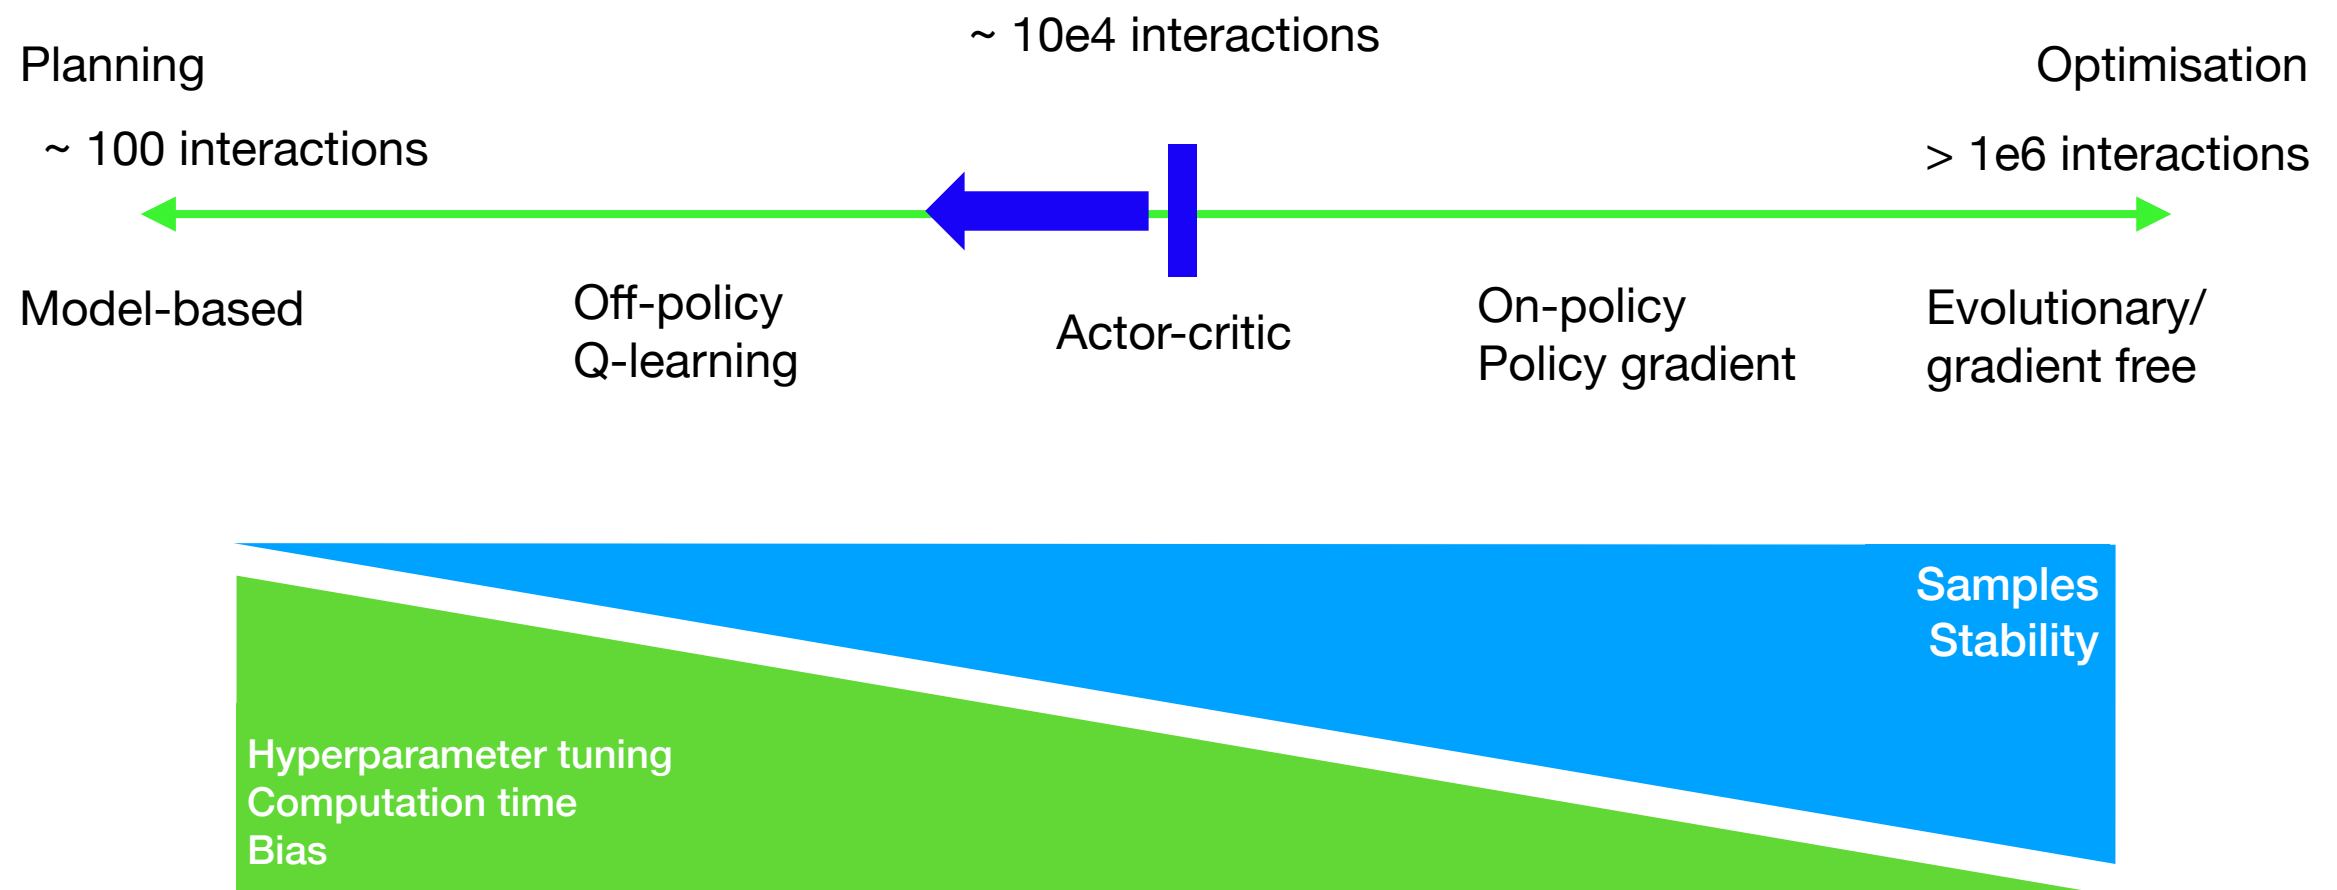 ~ 10e4 interactions
Planning
Optimisation
~ 100 interactions
> 1e6 interactions
Model-based
Off-policy
Q-learning
Actor-critic
On-policy
Policy gradient
Evolutionary/
gradient free
Samples
Stability
Hyperparameter tuning
Computation time
Bias